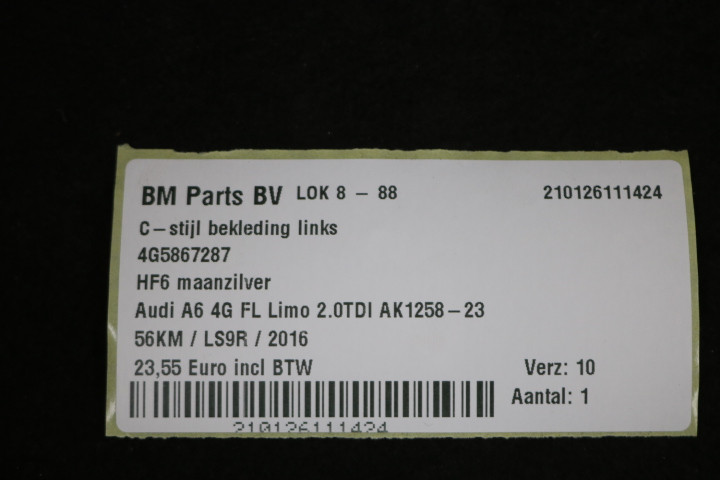 BM Parts BV LOK 8 - 88 210126111424
C-stijl bekleding links
4G5867287
HF6 maanzilver
Audi A6 4G FL Limo 2.0TDI AK1258-23
56KM / LS9R / 2016
23,55 Euro incl BTW Verz: 10
Aantal: 1
210126111424